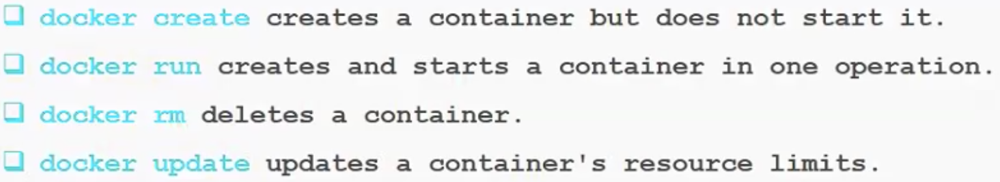 ❑ docker create creates a container but does not start it.
❑ docker run creates and starts a container in one operation.
❑ docker rm deletes a container.
❑ docker update updates a container's resource limits.